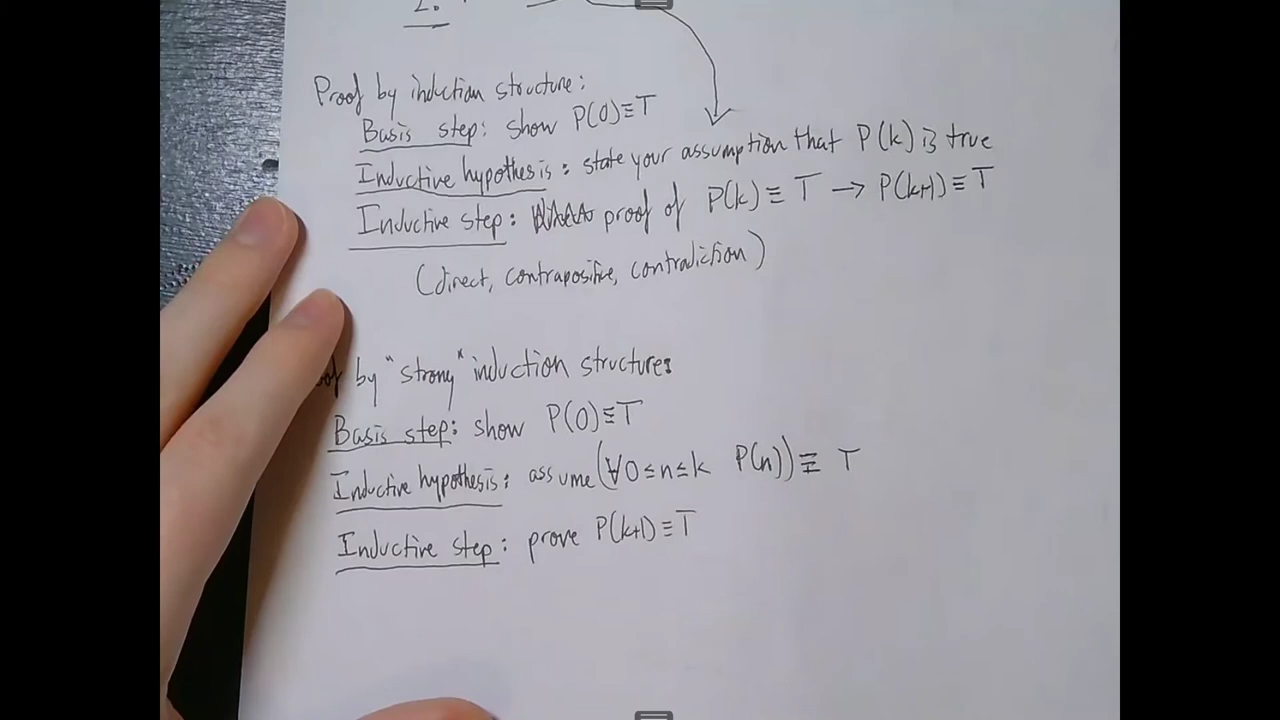 2.
Proof by induction structure:
Basis step: show P(0)≡T
Inductive hypothesis: state your assumption that P(k) is true
Inductive step: proof of P(k) ≡ T → P(k+1) ≡ T
(direct, contrapositive, contradiction)
by "strong" induction structure:
Basis step: show P(0)≡T
Inductive hypothesis: assume (∀0≤n≤k P(n)) ≡ T
Inductive step: prove P(k+1)≡T